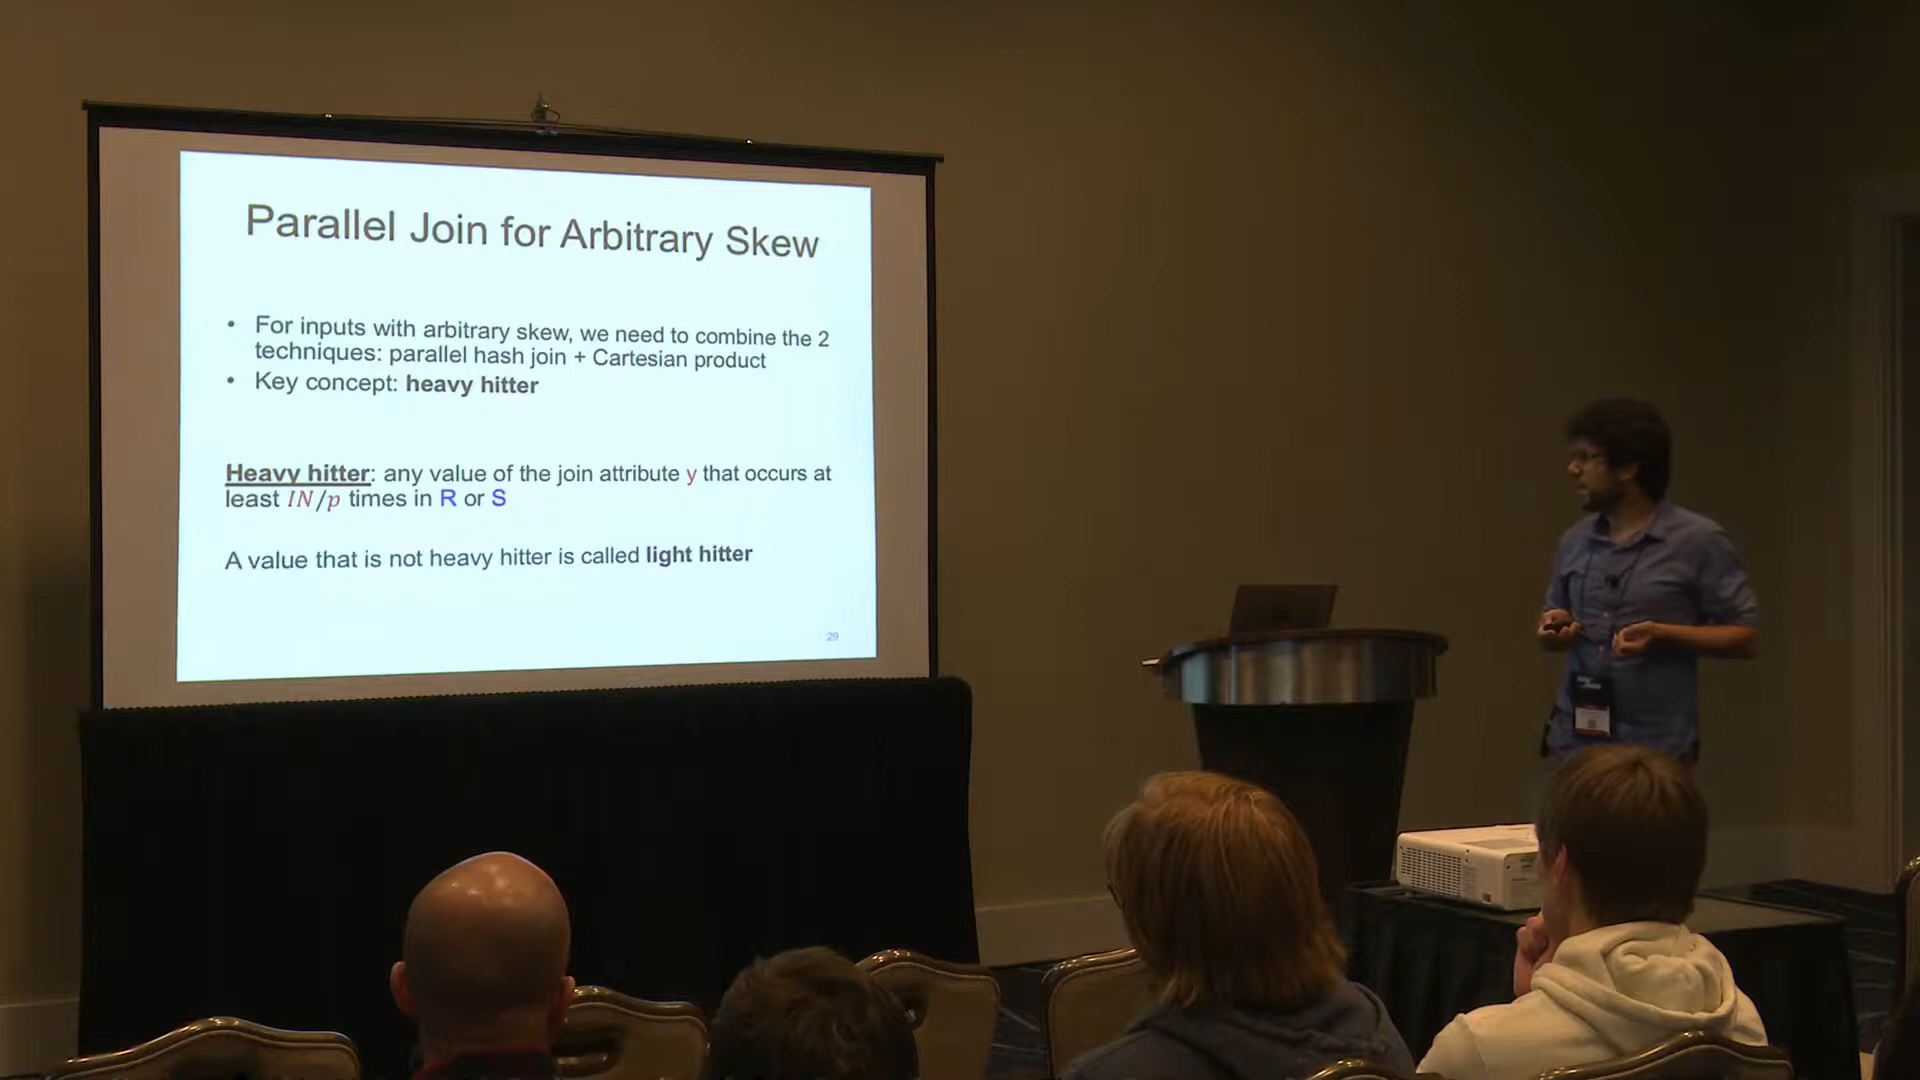 Parallel Join for Arbitrary Skew
• For inputs with arbitrary skew, we need to combine the 2
techniques: parallel hash join + Cartesian product
• Key concept: heavy hitter
Heavy hitter: any value of the join attribute y that occurs at
least IN/p times in R or S
A value that is not heavy hitter is called light hitter
29